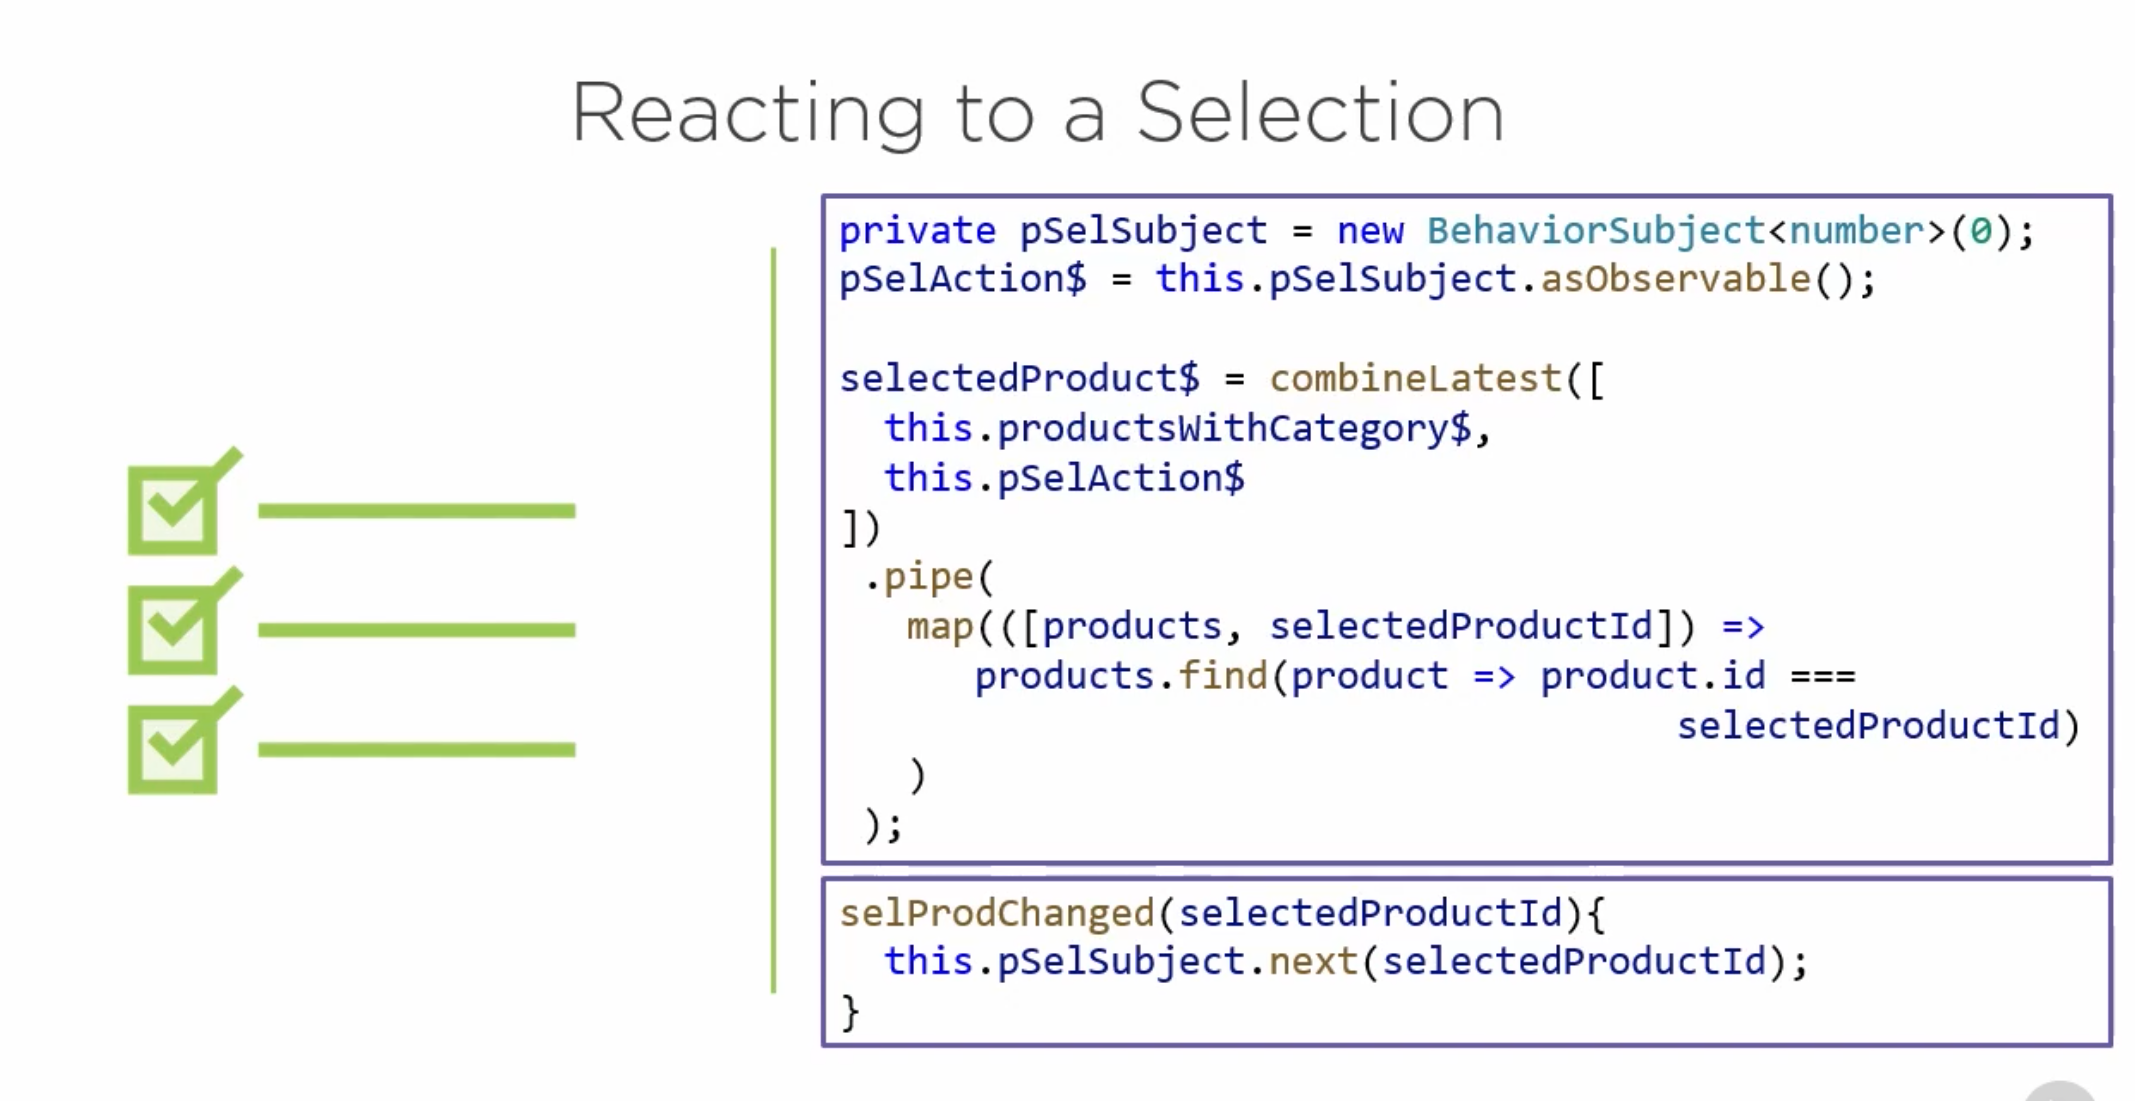 Reacting to a Selection
private pSelSubject = new BehaviorSubject<number>(0);
pSelAction$ = this.pSelSubject.asObservable();
selectedProduct$ = combineLatest([
this.productsWithCategory$,
this.pSelAction$
])
.pipe(
map(([products, selectedProductId]) =>
products.find(product => product.id ===
selectedProductId)
)
);
selProdChanged(selectedProductId){
this.pSelSubject.next(selectedProductId);
}